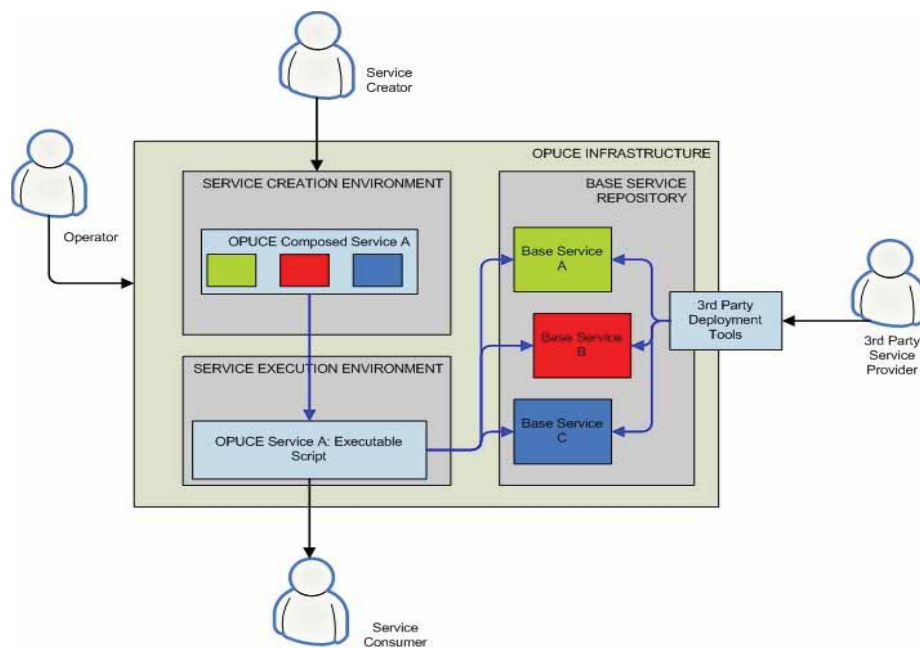 Service
Creator
OPUCE INFRASTRUCTURE
SERVICE CREATION ENVIRONMENT
BASE SERVICE
REPOSITORY
Operator
OPUCE Composed Service A
Base Service
A
3rd Party
Deployment
Tools
Base Service
B
3rd Party
Service
Provider
SERVICE EXECUTION ENVIRONMENT
Base Service
C
OPUCE Service A: Executable
Script
Service
Consumer